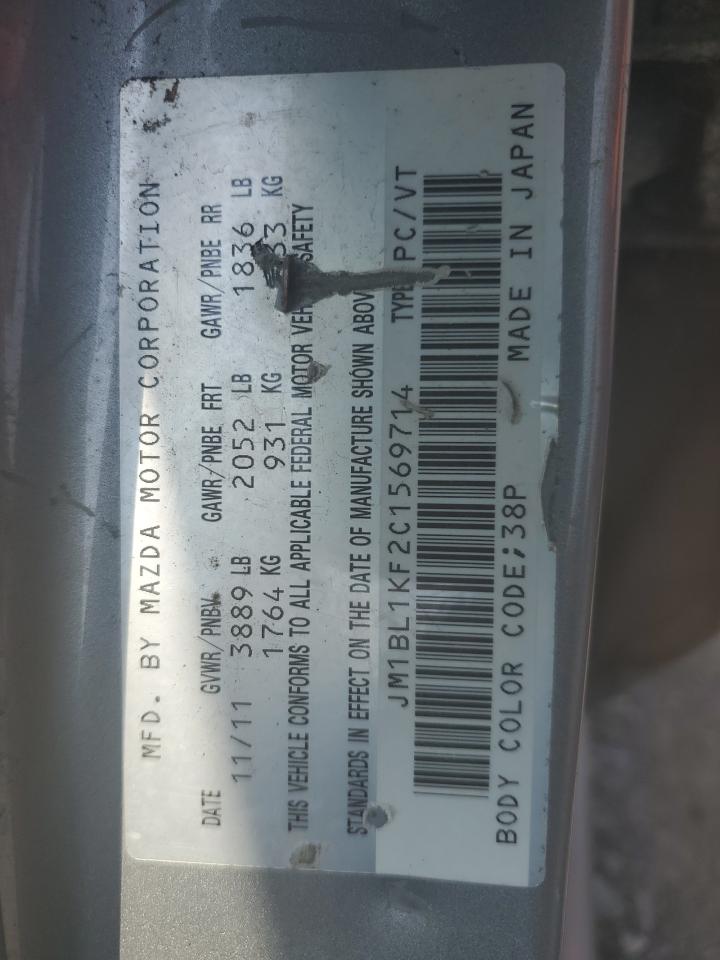 MFD. BY MAZDA MOTOR CORPORATION
DATE GVWR/PNBV GAWR/PNBE FRT GAWR/PNBE RR
11/11 3889 LB 2052 LB 1836 LB
1764 KG 931 KG 33 KG
THIS VEHICLE CONFORMS TO ALL APPLICABLE FEDERAL MOTOR SAFETY
STANDARDS IN EFFECT ON THE DATE OF MANUFACTURE SHOWN
JM1BL1KF2C1569714 TYPE PC/VT
BODY COLOR CODE;38P MADE IN JAPAN